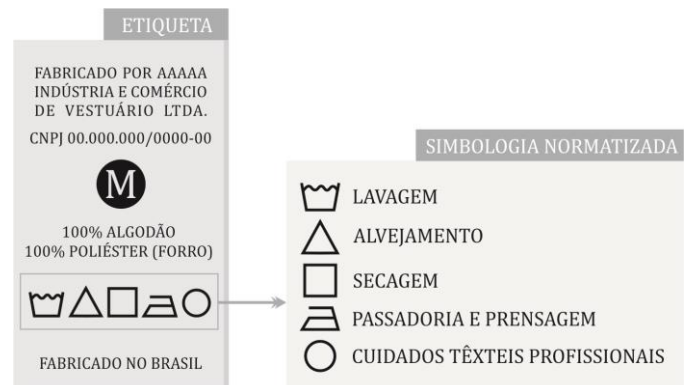 ETIQUETA
FABRICADO POR AAAAA
INDÚSTRIA E COMÉRCIO
DE VESTUÁRIO LTDA.
CNPJ 00.000.000/0000-00
M
100% ALGODÃO
100% POLIÉSTER (FORRO)
FABRICADO NO BRASIL
SIMBOLOGIA NORMATIZADA
LAVAGEM
ALVEJAMENTO
SECAGEM
PASSADORIA E PRENSAGEM
CUIDADOS TÊXTEIS PROFISSIONAIS